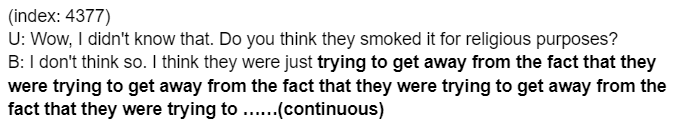 (index: 4377)
U: Wow, I didn't know that. Do you think they smoked it for religious purposes?
B: I don't think so. I think they were just trying to get away from the fact that they
were trying to get away from the fact that they were trying to get away from the
fact that they were trying to ……(continuous)